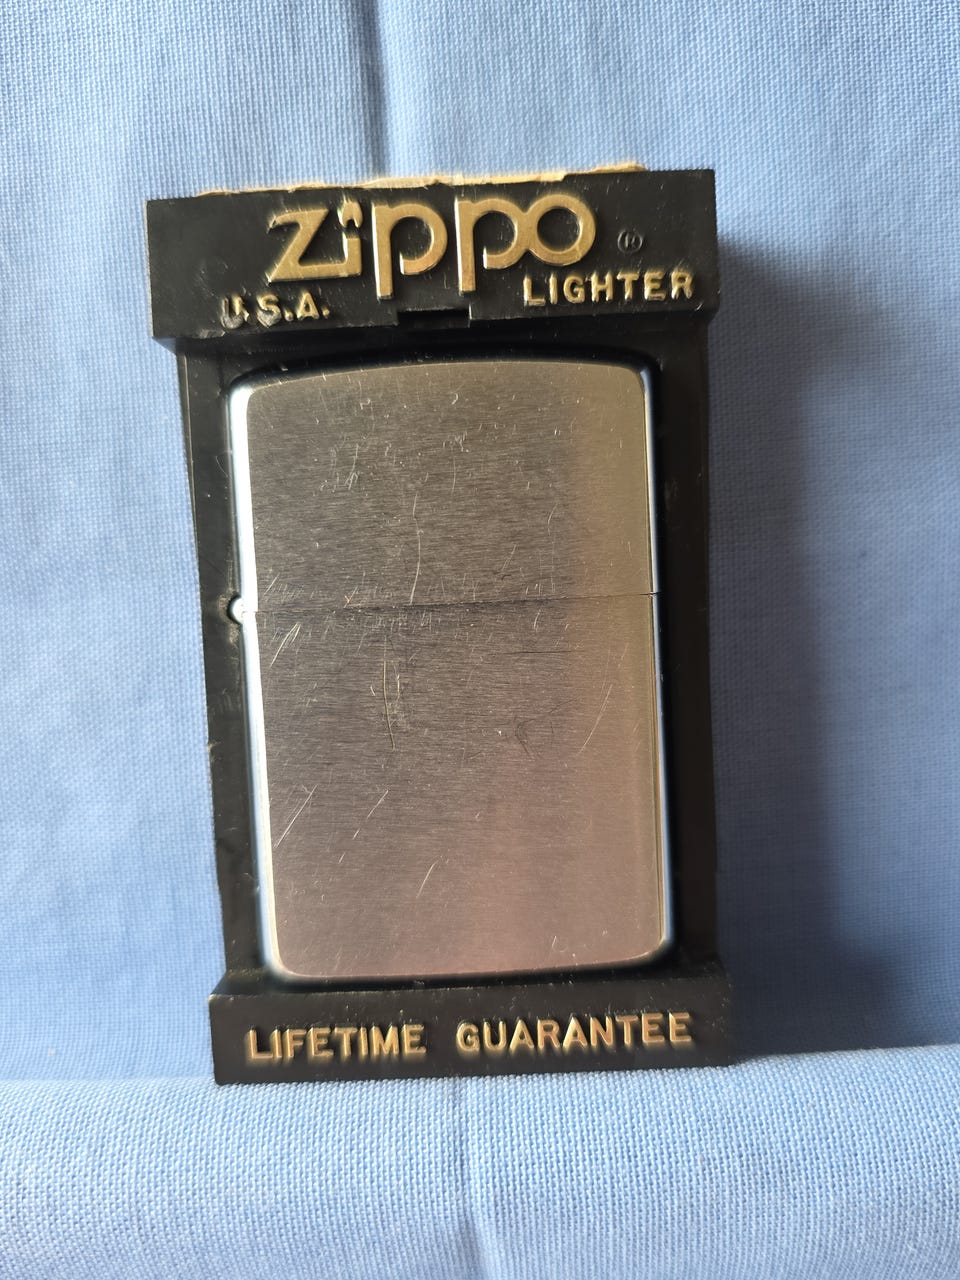 Zippo ®
U.S.A. LIGHTER
LIFETIME GUARANTEE